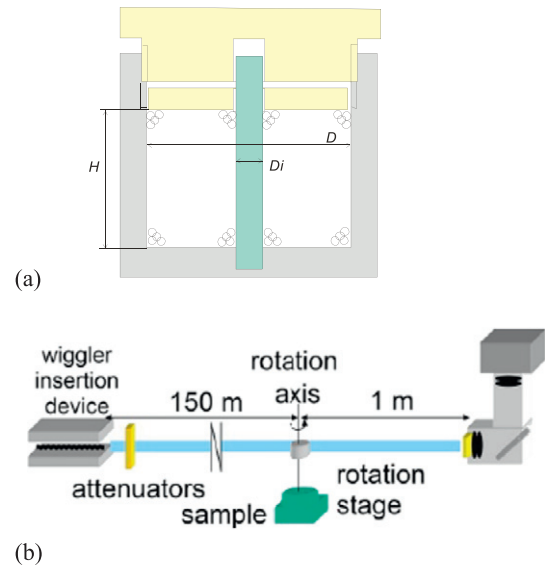 H
D
Di
(a)
wiggler
insertion
device
150 m
rotation
axis
1 m
attenuators
sample
rotation
stage
(b)